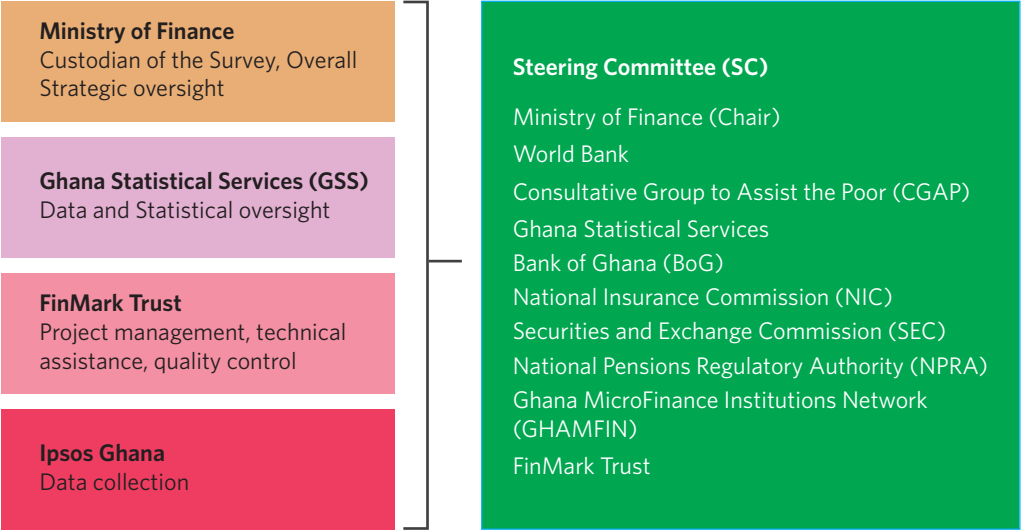 Ministry of Finance
Custodian of the Survey, Overall
Strategic oversight
Ghana Statistical Services (GSS)
Data and Statistical oversight
FinMark Trust
Project management, technical
assistance, quality control
Ipsos Ghana
Data collection
Steering Committee (SC)
Ministry of Finance (Chair)
World Bank
Consultative Group to Assist the Poor (CGAP)
Ghana Statistical Services
Bank of Ghana (BoG)
National Insurance Commission (NIC)
Securities and Exchange Commission (SEC)
National Pensions Regulatory Authority (NPRA)
Ghana MicroFinance Institutions Network
(GHAMFIN)
FinMark Trust